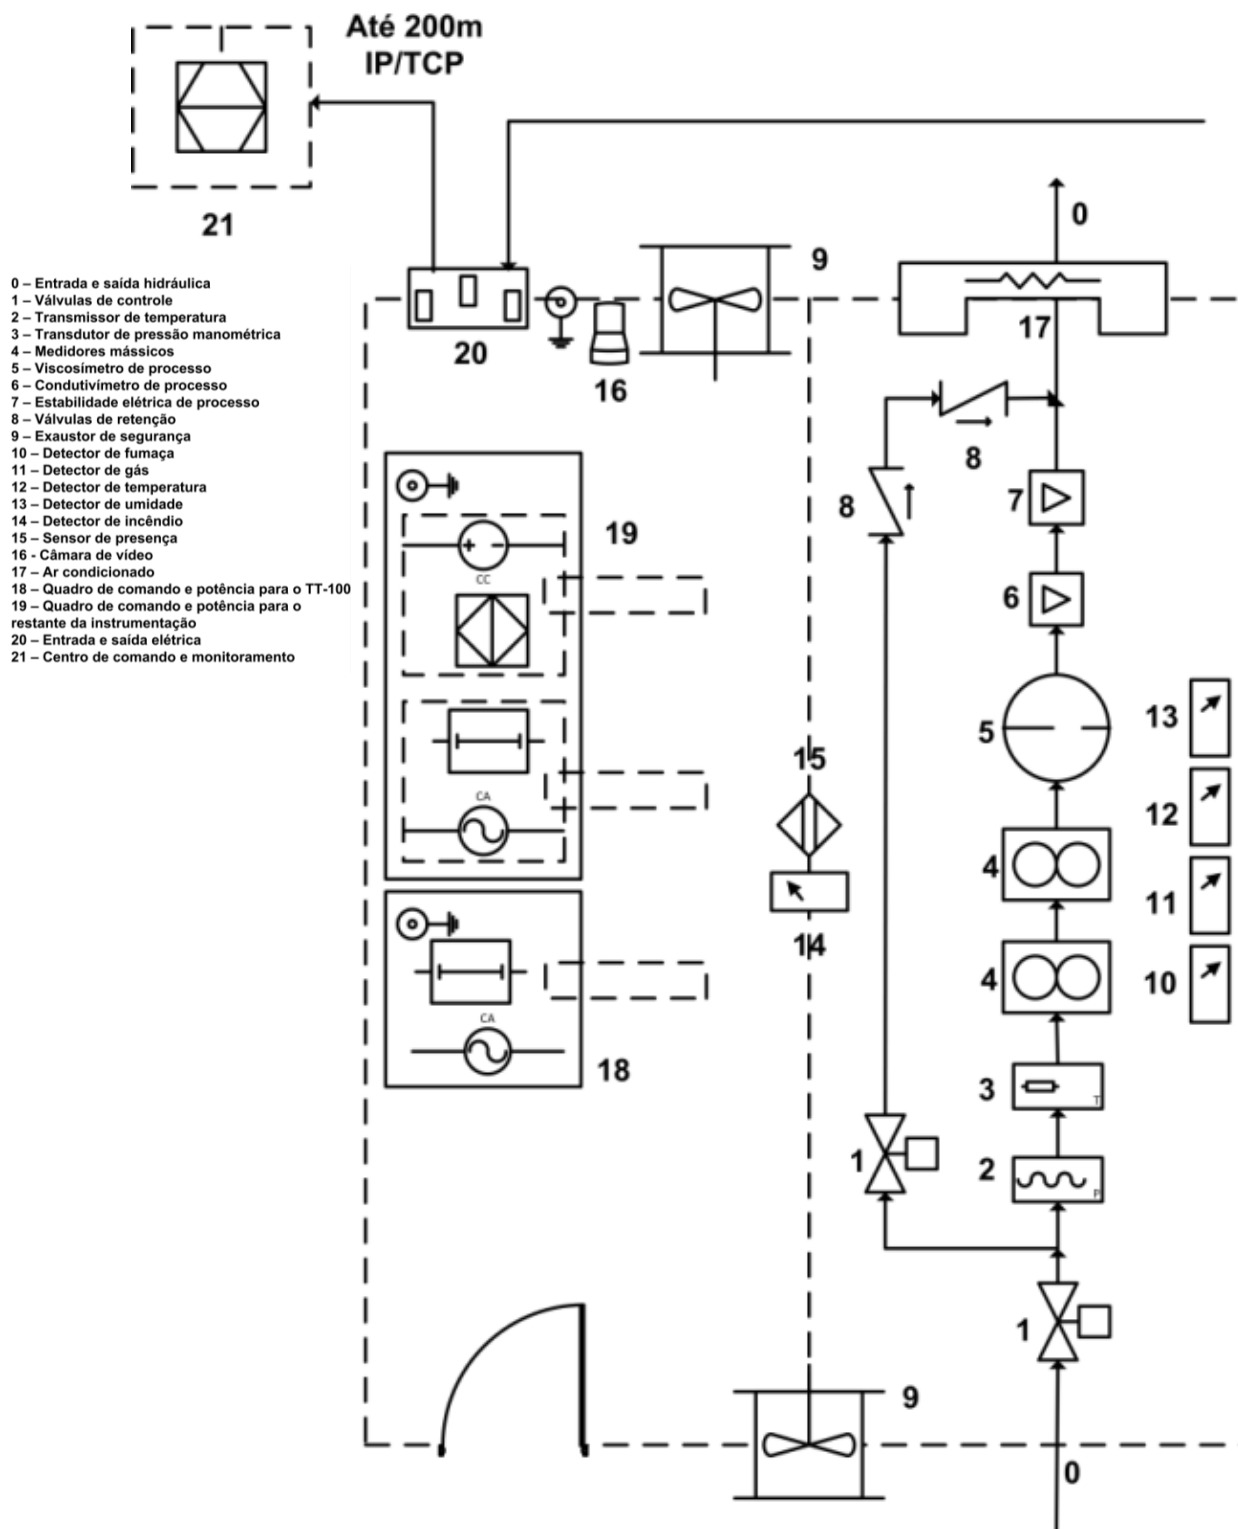 Até 200m
IP/TCP
21
0 – Entrada e saída hidráulica
1 – Válvulas de controle
2 – Transmissor de temperatura
3 – Transdutor de pressão manométrica
4 – Medidores mássicos
5 – Viscosímetro de processo
6 – Condutivímetro de processo
7 – Estabilidade elétrica de processo
8 – Válvulas de retenção
9 – Exaustor de segurança
10 – Detector de fumaça
11 – Detector de gás
12 – Detector de temperatura
13 – Detector de umidade
14 – Detector de incêndio
15 – Sensor de presença
16 - Câmara de vídeo
17 – Ar condicionado
18 – Quadro de comando e potência para o TT-100
19 – Quadro de comando e potência para o
restante da instrumentação
20 – Entrada e saída elétrica
21 – Centro de comando e monitoramento
0
9
17
20
16
8
8
7
19
CC
6
5
13
15
12
CA
4
11
14
4
10
CA
18
3
T
1
2
P
1
9
0